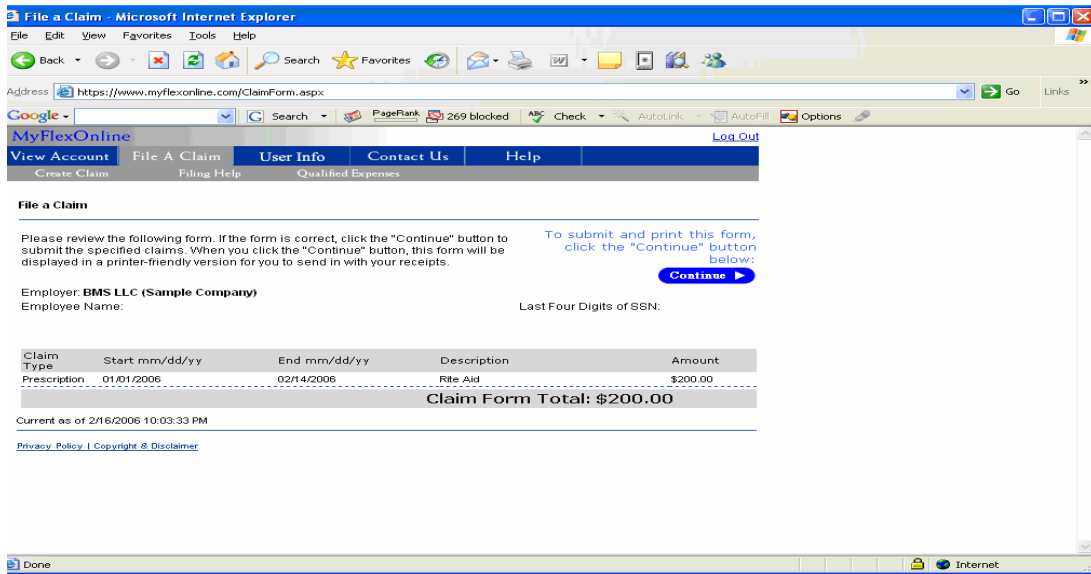 File a Claim - Microsoft Internet Explorer
File Edit View Favorites Tools Help
Back Search Favorites
Address https://www.myflexonline.com/ClaimForm.aspx Go Links »
Google G Search PageRank 269 blocked ABC Check AutoLink AutoFill Options
MyFlexOnline Log Out
View Account File A Claim User Info Contact Us Help
Create Claim Filing Help Qualified Expenses
File a Claim
Please review the following form. If the form is correct, click the "Continue" button to
submit the specified claims. When you click the "Continue" button, this form will be
displayed in a printer-friendly version for you to send in with your receipts.
To submit and print this form,
click the "Continue" button
below:
Continue
Employer: BMS LLC (Sample Company)
Employee Name: Last Four Digits of SSN:
Claim
Type Start mm/dd/yy End mm/dd/yy Description Amount
Prescription 01/01/2006 02/14/2006 Rite Aid $200.00
Claim Form Total: $200.00
Current as of 2/16/2006 10:03:33 PM
Privacy Policy | Copyright & Disclaimer
Done Internet